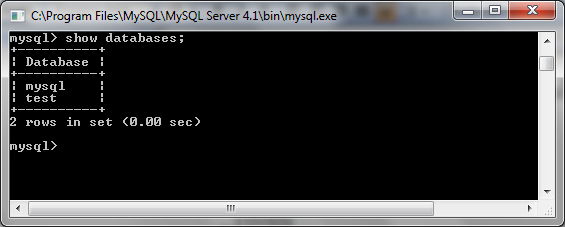 C:\Program Files\MySQL\MySQL Server 4.1\bin\mysql.exe
mysql> show databases;
+----------+
¦ Database ¦
+----------+
¦ mysql    ¦
¦ test     ¦
+----------+
2 rows in set (0.00 sec)
mysql>